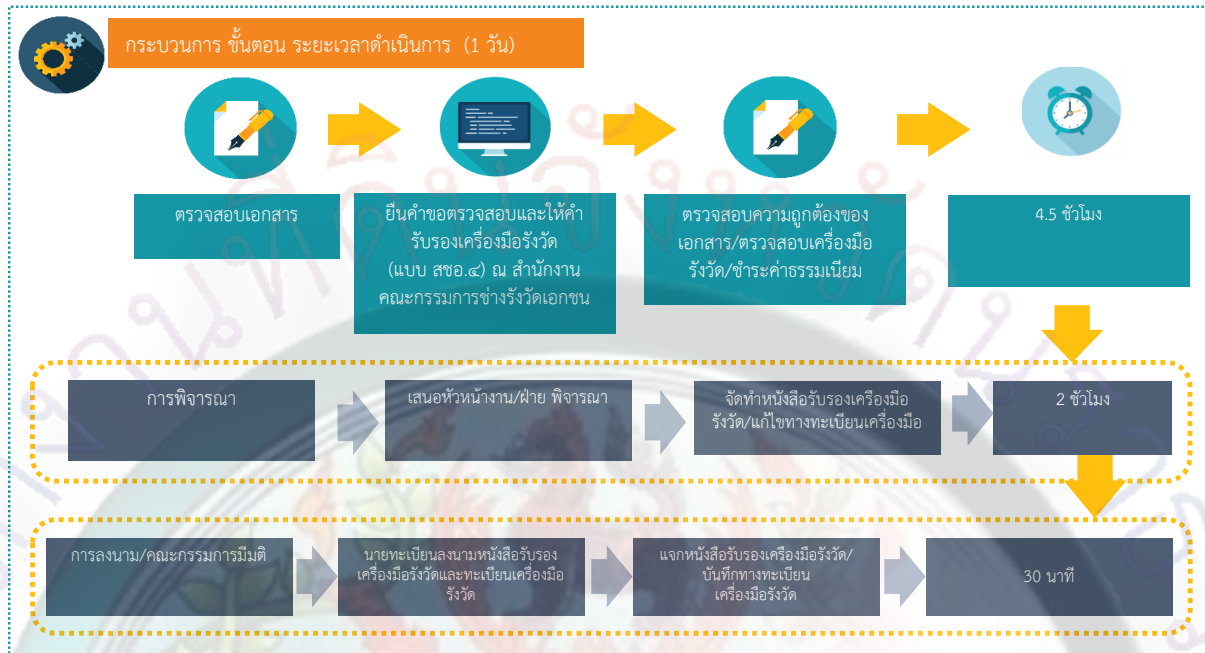 กระบวนการ ขั้นตอน ระยะเวลาดำเนินการ (1 วัน)
ตรวจสอบเอกสาร
ยืนคำขอตรวจสอบและให้คำ
รับรองเครื่องมือรังวัด
(แบบ สชอ.๔) ณ สำนักงาน
คณะกรรมการช่างรังวัดเอกชน
ตรวจสอบความถูกต้องของ
เอกสาร/ตรวจสอบเครื่องมือ
รังวัด/ชำระค่าธรรมเนียม
4.5 ชั่วโมง
การพิจารณา
เสนอหัวหน้างาน/ฝ่าย พิจารณา
จัดทำหนังสือรับรองเครื่องมือ
รังวัด/แก้ไขทางทะเบียนเครื่องมือ
2 ชั่วโมง
การลงนาม/คณะกรรมการมีมติ
นายทะเบียนลงนามหนังสือรับรอง
เครื่องมือรังวัดและทะเบียนเครื่องมือ
รังวัด
แจกหนังสือรับรองเครื่องมือรังวัด/
บันทึกทางทะเบียน
เครื่องมือรังวัด
30 นาที